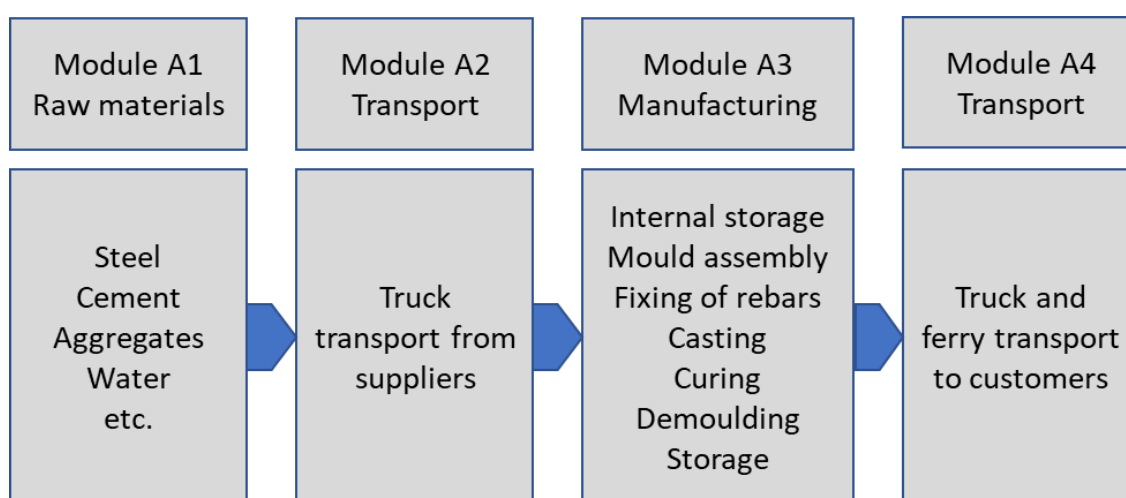 Module A1
Raw materials
Module A2
Transport
Module A3
Manufacturing
Module A4
Transport
Steel
Cement
Aggregates
Water
etc.
Truck
transport from
suppliers
Internal storage
Mould assembly
Fixing of rebars
Casting
Curing
Demoulding
Storage
Truck and
ferry transport
to customers